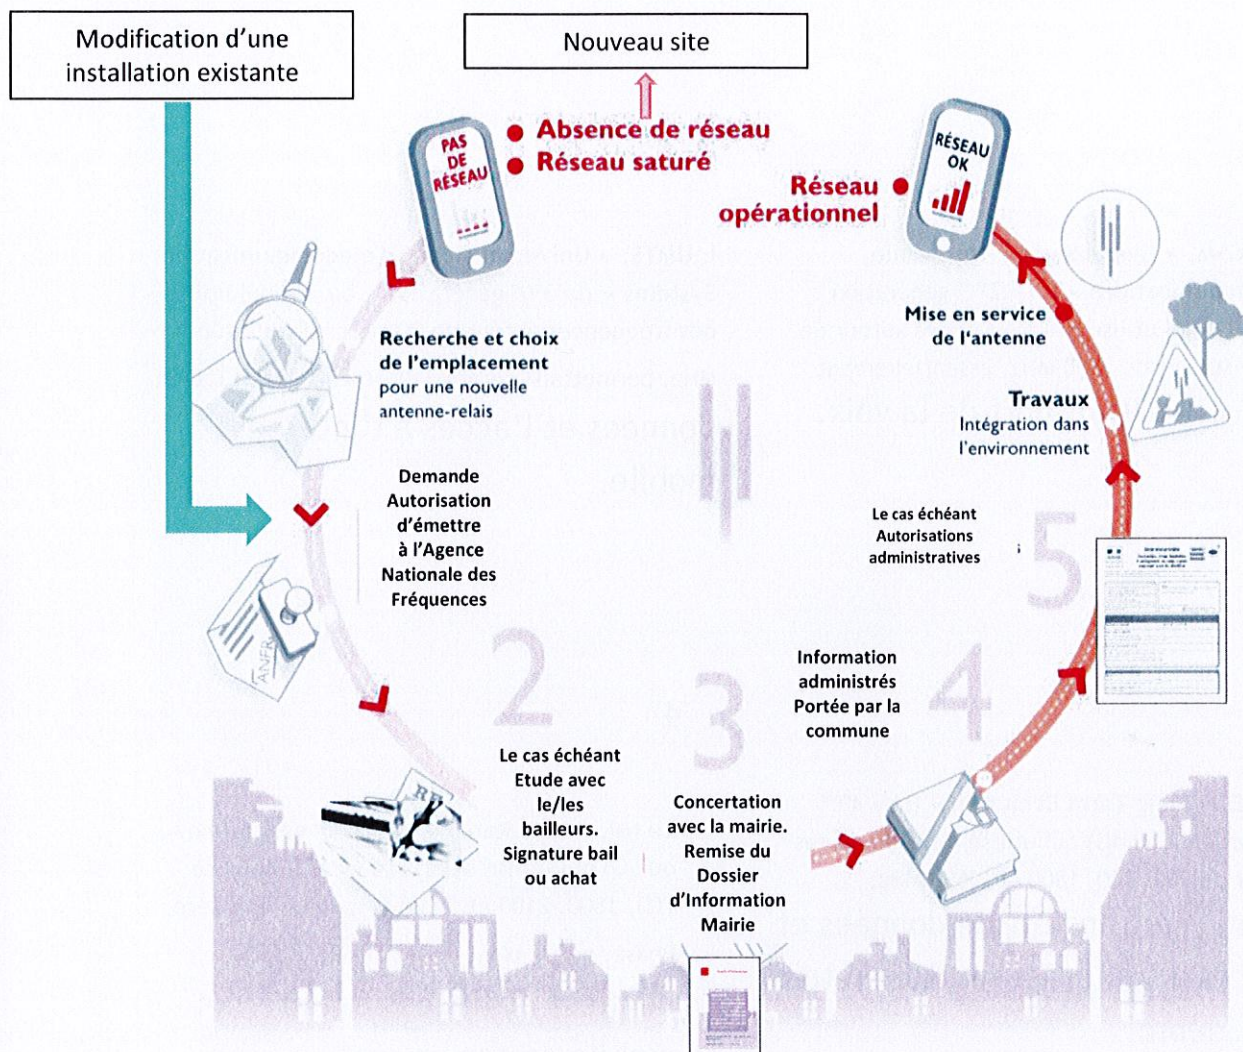 Modification d'une
installation existante
Nouveau site
Absence de réseau
Réseau saturé
PAS
DE
RÉSEAU
RÉSEAU
OK
Réseau
opérationnel
Recherche et choix
de l'emplacement
pour une nouvelle
antenne-relais
Mise en service
de l'antenne
Travaux
Intégration dans
l'environnement
Demande
Autorisation
d'émettre
à l'Agence
Nationale des
Fréquences
ANFR
Le cas échéant
Autorisations
administratives
5
2
3
4
Information
administrés
Portée par la
commune
Le cas échéant
Etude avec
le/les
bailleurs.
Signature bail
ou achat
Concertation
avec la mairie.
Remise du
Dossier
d'Information
Mairie